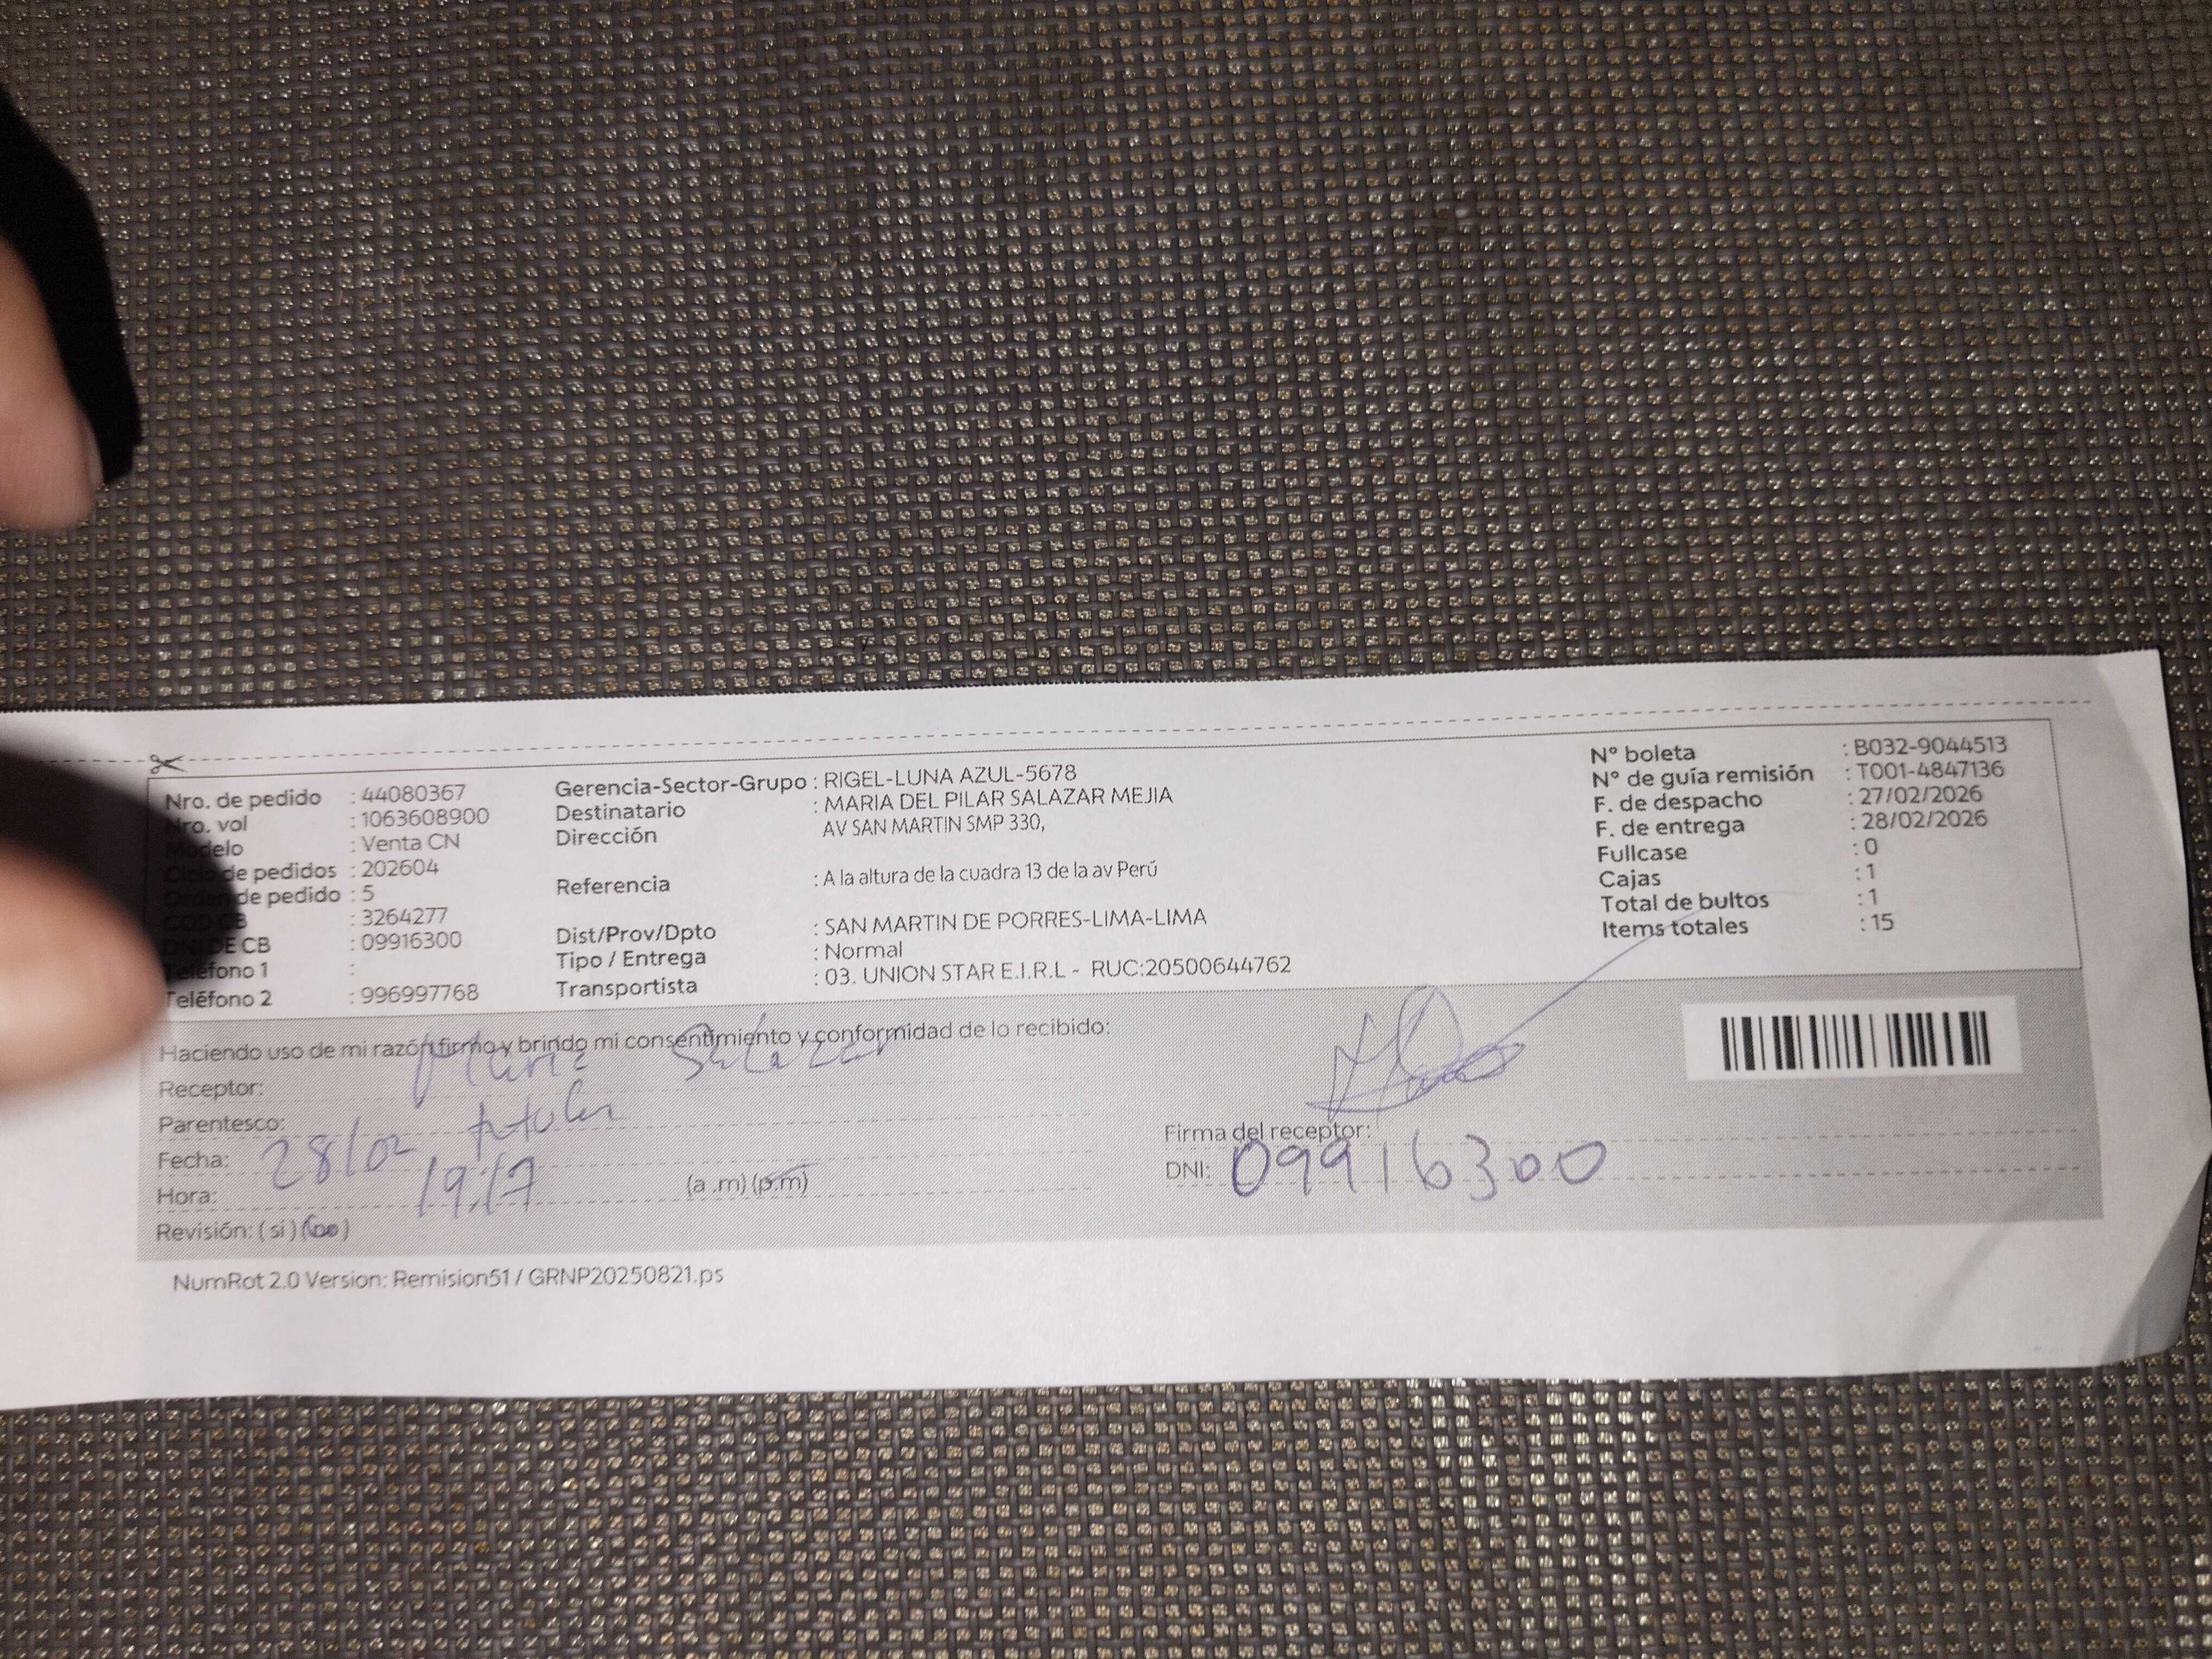 Nro. de pedido : 44080367
Nro. vol : 1063608900
Modelo : Venta CN
Ciclo de pedidos : 202604
Orden de pedido : 5
COD CB : 3264277
DNI DE CB : 09916300
Teléfono 1 :
Teléfono 2 : 996997768
Gerencia-Sector-Grupo : RIGEL-LUNA AZUL-5678
Destinatario : MARIA DEL PILAR SALAZAR MEJIA
Dirección AV SAN MARTIN SMP 330,
Referencia : A la altura de la cuadra 13 de la av Perú
Dist/Prov/Dpto : SAN MARTIN DE PORRES-LIMA-LIMA
Tipo / Entrega : Normal
Transportista : 03. UNION STAR E.I.R.L - RUC:20500644762
N° boleta : B032-9044513
N° de guía remisión : T001-4847136
F. de despacho : 27/02/2026
F. de entrega : 28/02/2026
Fullcase : 0
Cajas : 1
Total de bultos : 1
Items totales : 15
Haciendo uso de mi razón firmo y brindo mi consentimiento y conformidad de lo recibido:
Receptor: Maria Salazar
Parentesco: titular
Fecha: 28/02
Hora: 19:17 (a .m) (p.m)
Revisión: ( si ) ( )
Firma del receptor:
DNI: 09916300
NumRot 2.0 Version: Remision51 / GRNP20250821.ps